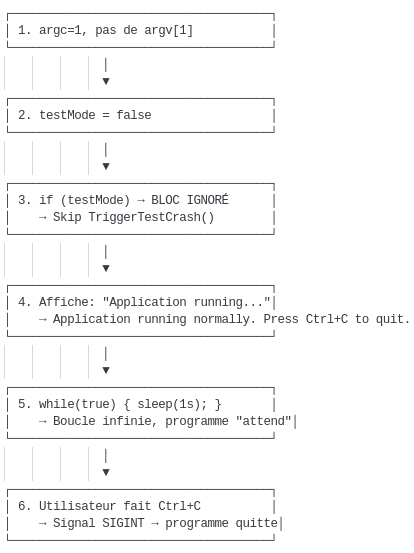 1. argc=1, pas de argv[1]
2. testMode = false
3. if (testMode) → BLOC IGNORÉ
→ Skip TriggerTestCrash()
4. Affiche: "Application running..."
→ Application running normally. Press Ctrl+C to quit.
5. while(true) { sleep(1s); }
→ Boucle infinie, programme "attend"
6. Utilisateur fait Ctrl+C
→ Signal SIGINT → programme quitte